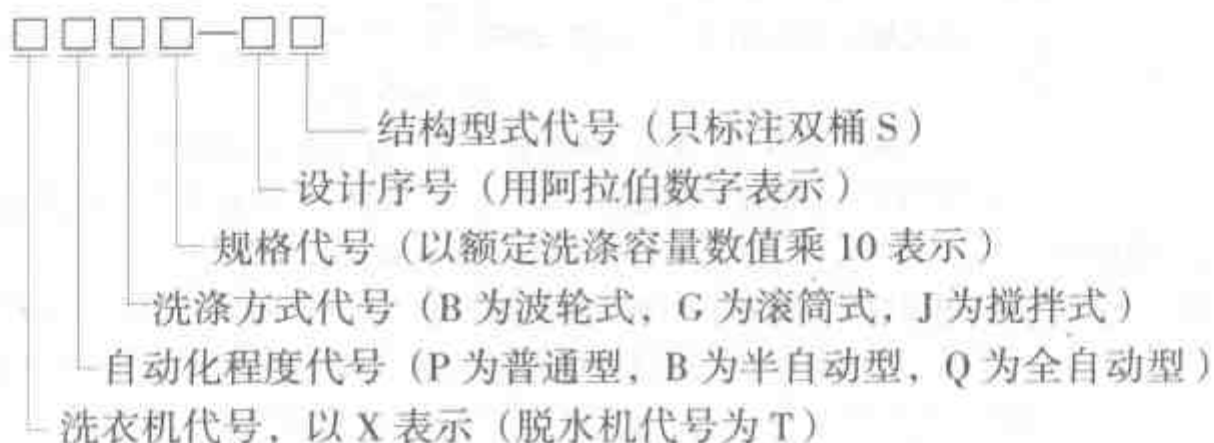 □□□□—□□
结构型式代号（只标注双桶 S）
设计序号（用阿拉伯数字表示）
规格代号（以额定洗涤容量数值乘 10 表示）
洗涤方式代号（B 为波轮式，G 为滚筒式，J 为搅拌式）
自动化程度代号（P 为普通型，B 为半自动型，Q 为全自动型）
洗衣机代号，以 X 表示（脱水机代号为 T）